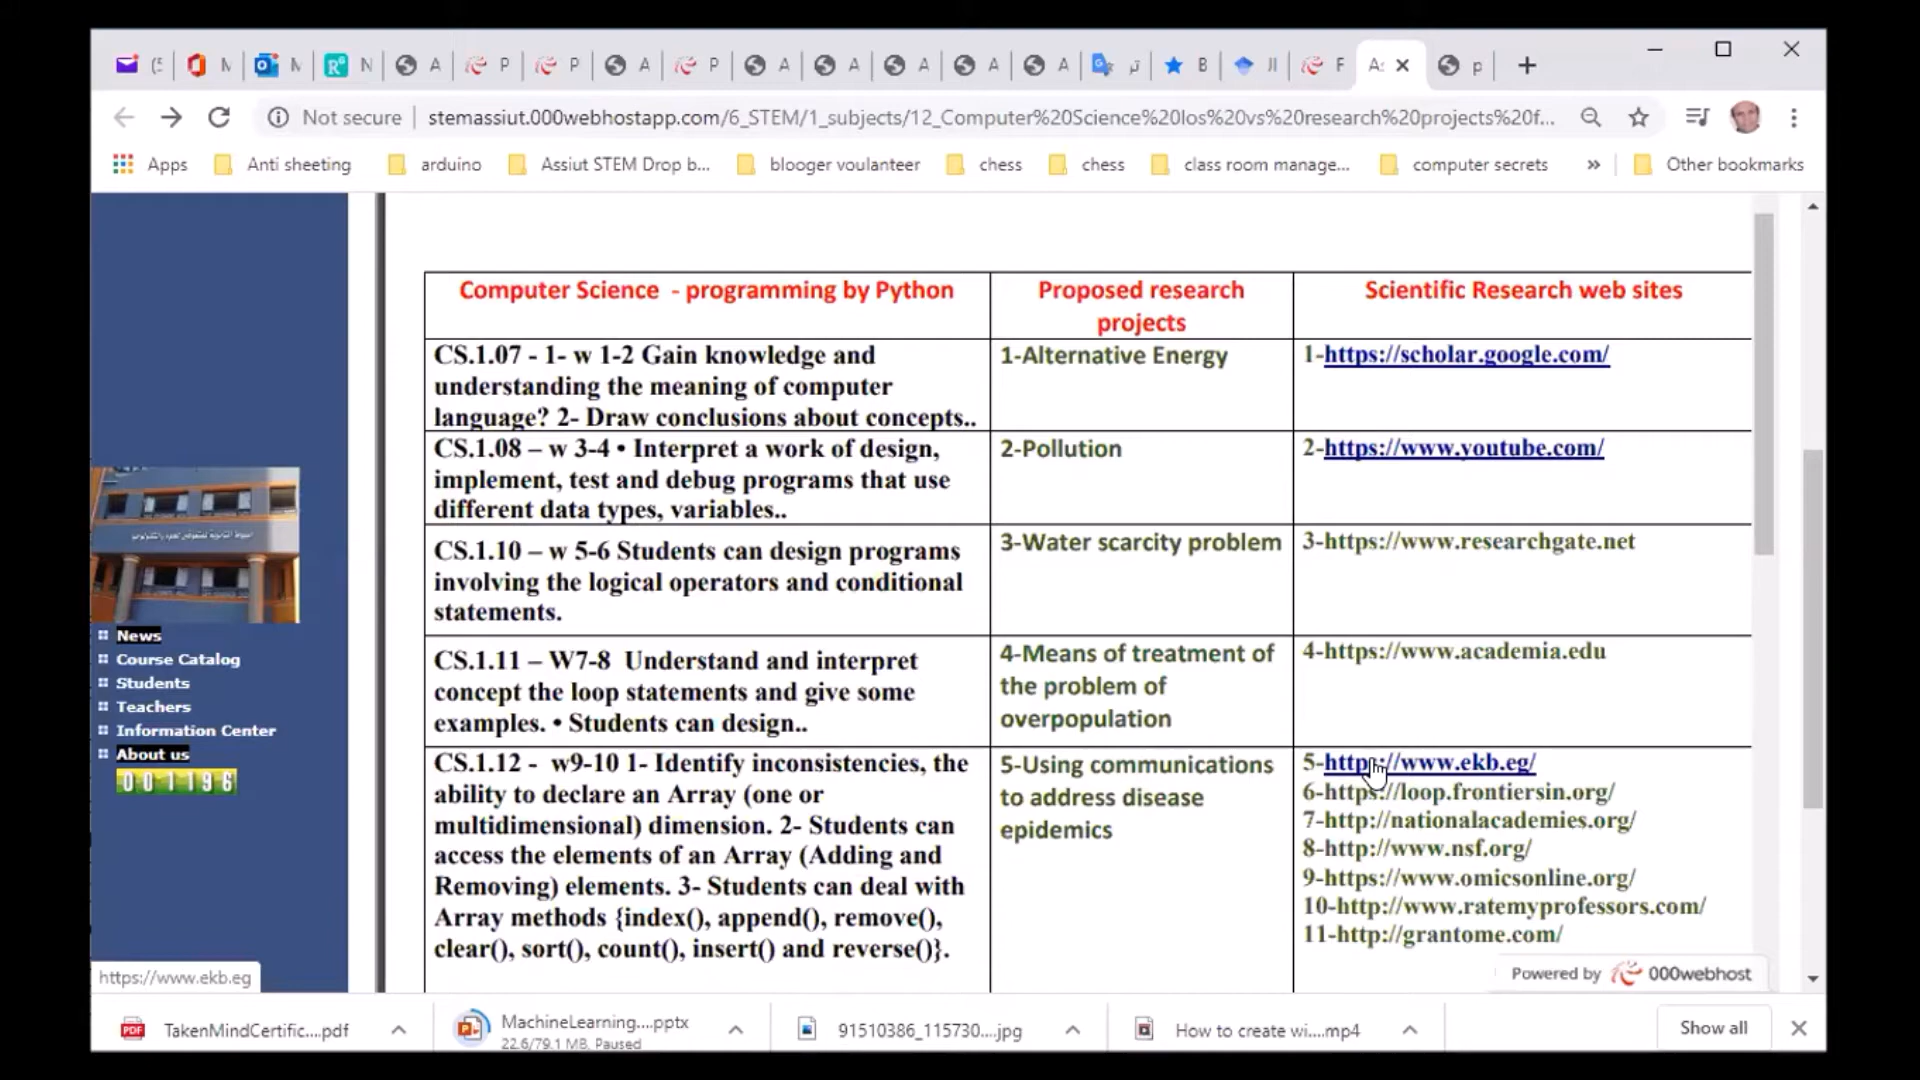 (5
M
M
N
A
P
P
A
P
A
A
A
A
A
تر
B
Jl
F
A
p
Not secure
stemassiut.000webhostapp.com/6_STEM/1_subjects/12_Computer%20Science%20los%20vs%20research%20projects%20f...
Apps
Anti sheeting
arduino
Assiut STEM Drop b...
blooger voulanteer
chess
chess
class room manage...
computer secrets
»
Other bookmarks
Computer Science - programming by Python
Proposed research
projects
Scientific Research web sites
CS.1.07 - 1- w 1-2 Gain knowledge and
understanding the meaning of computer
language? 2- Draw conclusions about concepts..
1-Alternative Energy
1-https://scholar.google.com/
CS.1.08 – w 3-4 • Interpret a work of design,
implement, test and debug programs that use
different data types, variables..
2-Pollution
2-https://www.youtube.com/
CS.1.10 – w 5-6 Students can design programs
involving the logical operators and conditional
statements.
3-Water scarcity problem
3-https://www.researchgate.net
CS.1.11 – W7-8 Understand and interpret
concept the loop statements and give some
examples. • Students can design..
4-Means of treatment of
the problem of
overpopulation
4-https://www.academia.edu
CS.1.12 - w9-10 1- Identify inconsistencies, the
ability to declare an Array (one or
multidimensional) dimension. 2- Students can
access the elements of an Array (Adding and
Removing) elements. 3- Students can deal with
Array methods {index(), append(), remove(),
clear(), sort(), count(), insert() and reverse()}.
5-Using communications
to address disease
epidemics
5-https://www.ekb.eg/
6-https://loop.frontiersin.org/
7-http://nationalacademies.org/
8-http://www.nsf.org/
9-https://www.omicsonline.org/
10-http://www.ratemyprofessors.com/
11-http://grantome.com/
News
Course Catalog
Students
Teachers
Information Center
About us
001196
https://www.ekb.eg
Powered by 000webhost
TakenMindCertific....pdf
MachineLearning....pptx
22.6/79.1 MB, Paused
91510386_115730....jpg
How to create wi....mp4
Show all